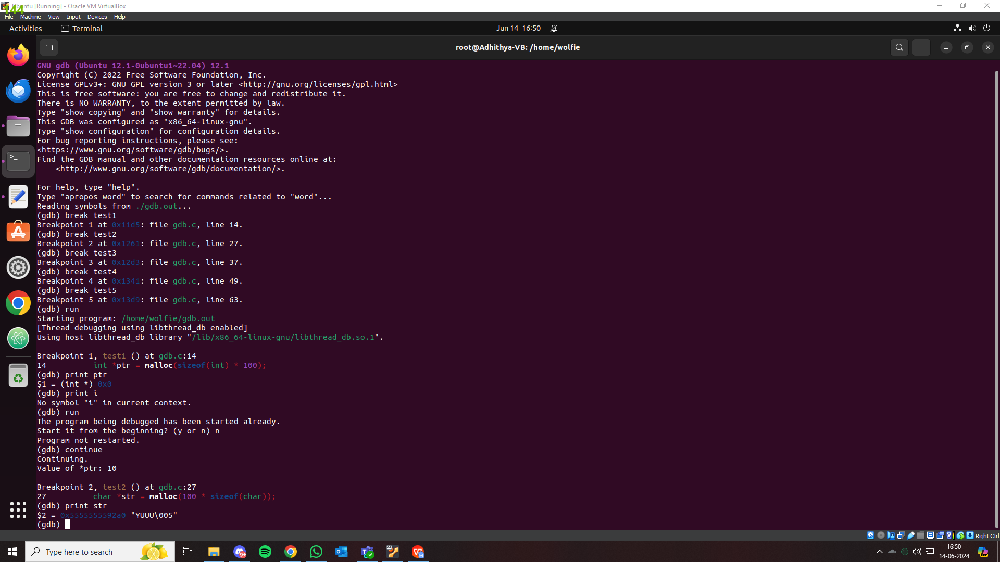 Ubuntu [Running] - Oracle VM VirtualBox
144
File Machine View Input Devices Help
Activities Terminal Jun 14 16:50
root@Adhithya-VB: /home/wolfie
GNU gdb (Ubuntu 12.1-0ubuntu1~22.04) 12.1
Copyright (C) 2022 Free Software Foundation, Inc.
License GPLv3+: GNU GPL version 3 or later <http://gnu.org/licenses/gpl.html>
This is free software: you are free to change and redistribute it.
There is NO WARRANTY, to the extent permitted by law.
Type "show copying" and "show warranty" for details.
This GDB was configured as "x86_64-linux-gnu".
Type "show configuration" for configuration details.
For bug reporting instructions, please see:
<https://www.gnu.org/software/gdb/bugs/>.
Find the GDB manual and other documentation resources online at:
    <http://www.gnu.org/software/gdb/documentation/>.
For help, type "help".
Type "apropos word" to search for commands related to "word"...
Reading symbols from ./gdb.out...
(gdb) break test1
Breakpoint 1 at 0x11d5: file gdb.c, line 14.
(gdb) break test2
Breakpoint 2 at 0x1261: file gdb.c, line 27.
(gdb) break test3
Breakpoint 3 at 0x12d3: file gdb.c, line 37.
(gdb) break test4
Breakpoint 4 at 0x1341: file gdb.c, line 49.
(gdb) break test5
Breakpoint 5 at 0x13d9: file gdb.c, line 63.
(gdb) run
Starting program: /home/wolfie/gdb.out
[Thread debugging using libthread_db enabled]
Using host libthread_db library "/lib/x86_64-linux-gnu/libthread_db.so.1".
Breakpoint 1, test1 () at gdb.c:14
14          int *ptr = malloc(sizeof(int) * 100);
(gdb) print ptr
$1 = (int *) 0x0
(gdb) print i
No symbol "i" in current context.
(gdb) run
The program being debugged has been started already.
Start it from the beginning? (y or n) n
Program not restarted.
(gdb) continue
Continuing.
Value of *ptr: 10
Breakpoint 2, test2 () at gdb.c:27
27          char *str = malloc(100 * sizeof(char));
(gdb) print str
$2 = 0x5555555592a0 "YUUU\005"
(gdb)
Right Ctrl
Type here to search
9+
16:50
14-06-2024
PRE